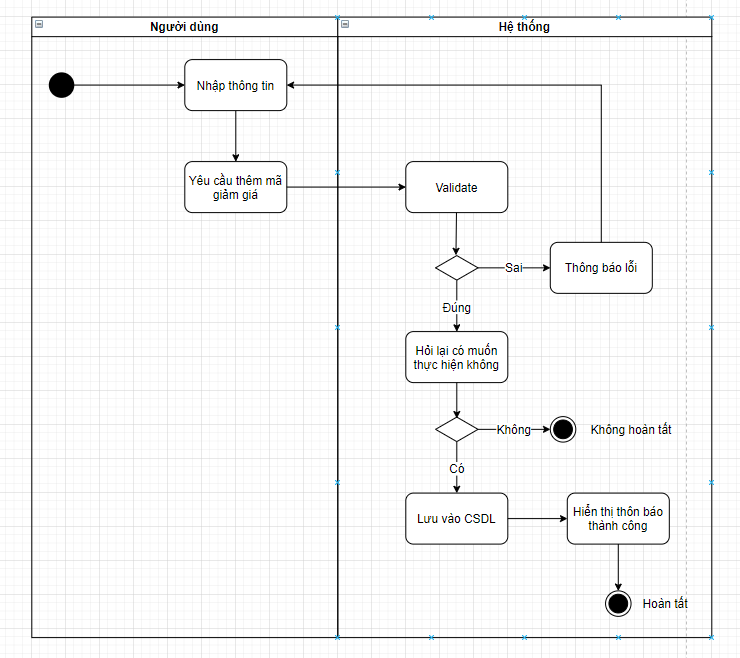 Người dùng
Hệ thống
Nhập thông tin
Yêu cầu thêm mã
giảm giá
Validate
Sai
Thông báo lỗi
Đúng
Hỏi lại có muốn
thực hiện không
Không
Không hoàn tất
Có
Lưu vào CSDL
Hiển thị thôn báo
thành công
Hoàn tất